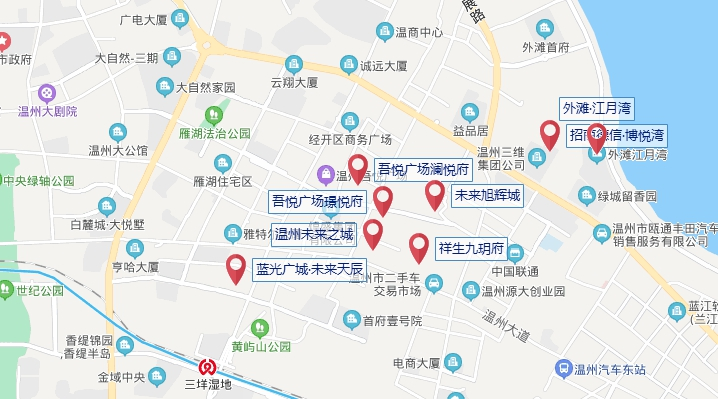 展路
广电大厦
温商中心
外滩首府
市政府
大自然·三期
云翔大厦
诚远大厦
大自然家园
温州大剧院
外滩·江月湾
雁湖法治公园
益品居
招商德信·博悦湾
温州大公馆
经开区商务广场
温州三维
集团公司
外滩江月湾
雁湖住宅区
吾悦广场澜悦府
中央绿轴公园
吾悦广场璟悦府
未来旭辉城
绿城留香园
白麓城·大悦墅
雅特尔
温州未来之城
温州市瓯通丰田汽车
销售服务有限公司
亨哈大厦
祥生九玥府
蓝光广城·未来天辰
中国联通
温州市二手车
交易市场
世纪公园
温州源大创业园
蓝江软
(兰江
首府壹号院
温州大道
香缇锦园
,香缇半岛
黄屿山公园
电商大厦
温州汽车东站
金域中央
三垟湿地